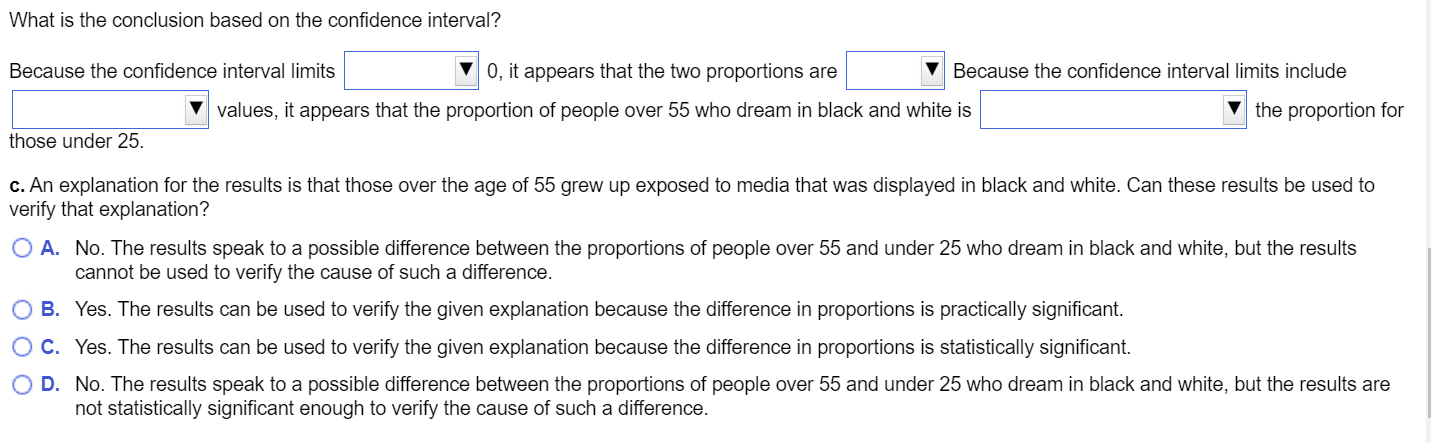 What is the conclusion based on the confidence interval?
Because the confidence interval limits ▼ 0, it appears that the two proportions are ▼ Because the confidence interval limits include
▼ values, it appears that the proportion of people over 55 who dream in black and white is ▼ the proportion for
those under 25.
c. An explanation for the results is that those over the age of 55 grew up exposed to media that was displayed in black and white. Can these results be used to
verify that explanation?
A. No. The results speak to a possible difference between the proportions of people over 55 and under 25 who dream in black and white, but the results
cannot be used to verify the cause of such a difference.
B. Yes. The results can be used to verify the given explanation because the difference in proportions is practically significant.
C. Yes. The results can be used to verify the given explanation because the difference in proportions is statistically significant.
D. No. The results speak to a possible difference between the proportions of people over 55 and under 25 who dream in black and white, but the results are
not statistically significant enough to verify the cause of such a difference.